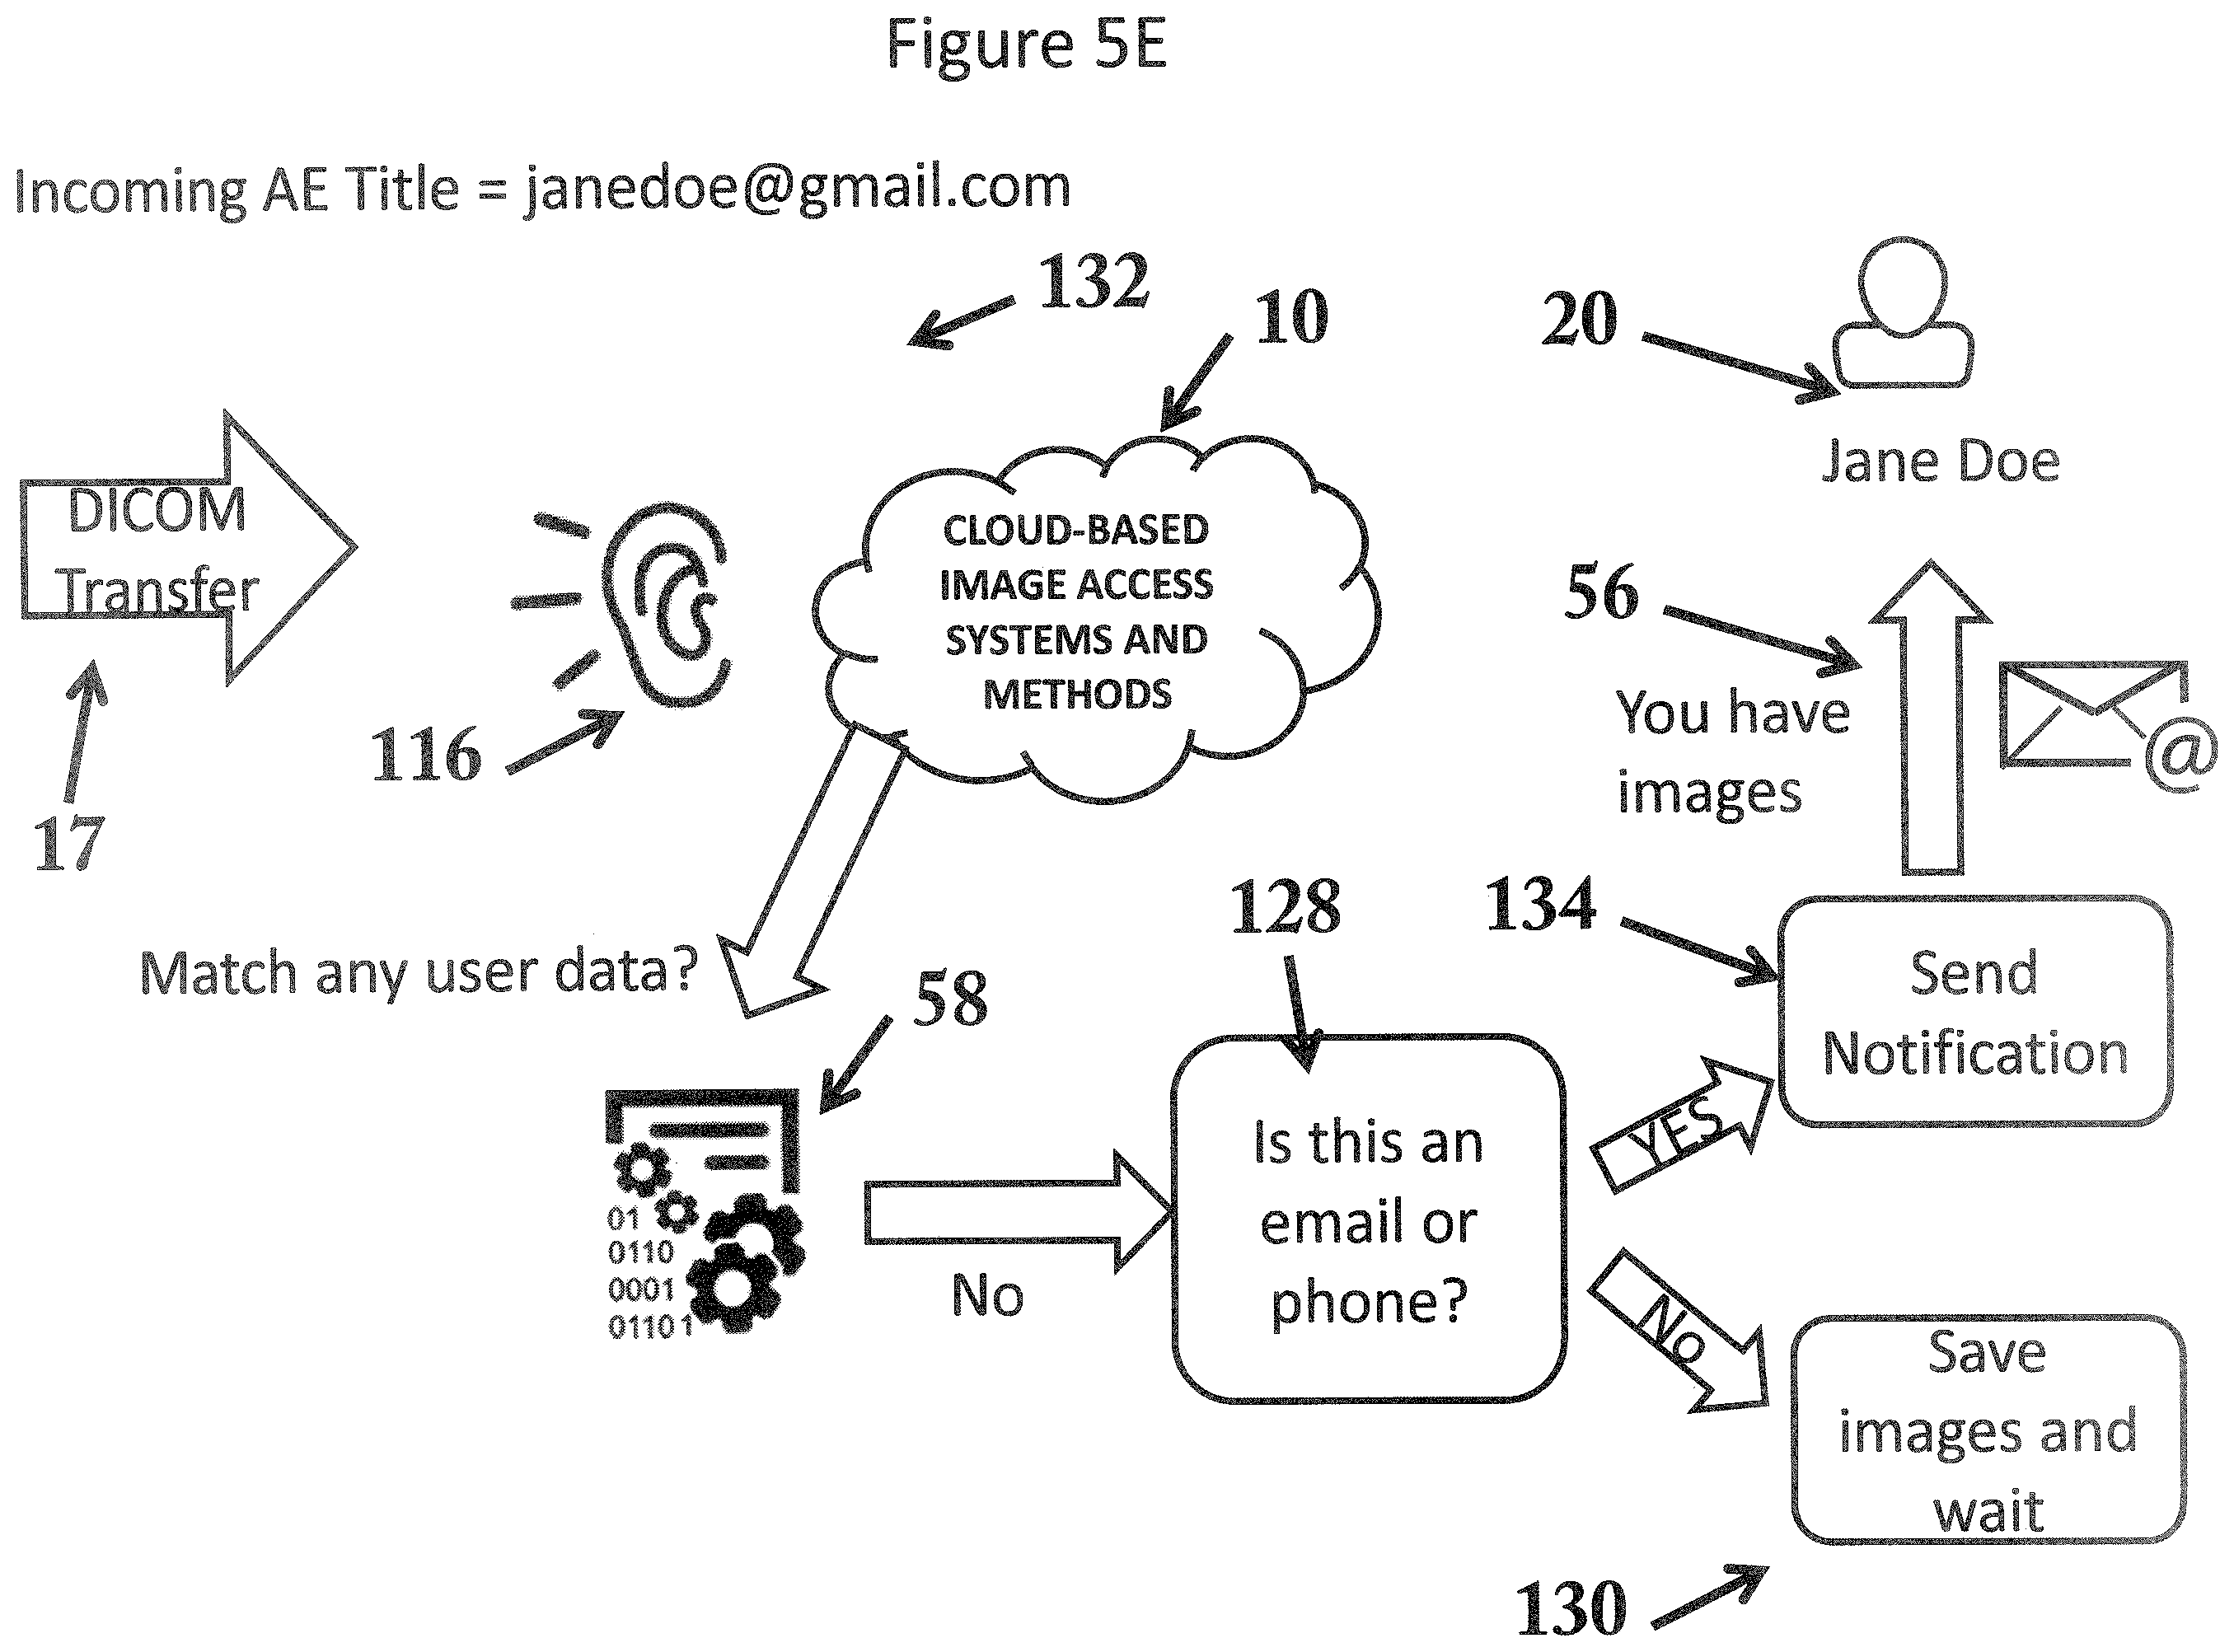 Figure 5E
Incoming AE Title = janedoe@gmail.com
132
10
20
Jane Doe
DICOM
Transfer
17
116
CLOUD-BASED
IMAGE ACCESS
SYSTEMS AND
METHODS
56
You have
images
@
Match any user data?
58
128
134
Send
Notification
01
0110
0001
01101
No
Is this an
email or
phone?
YES
NO
Save
images and
wait
130